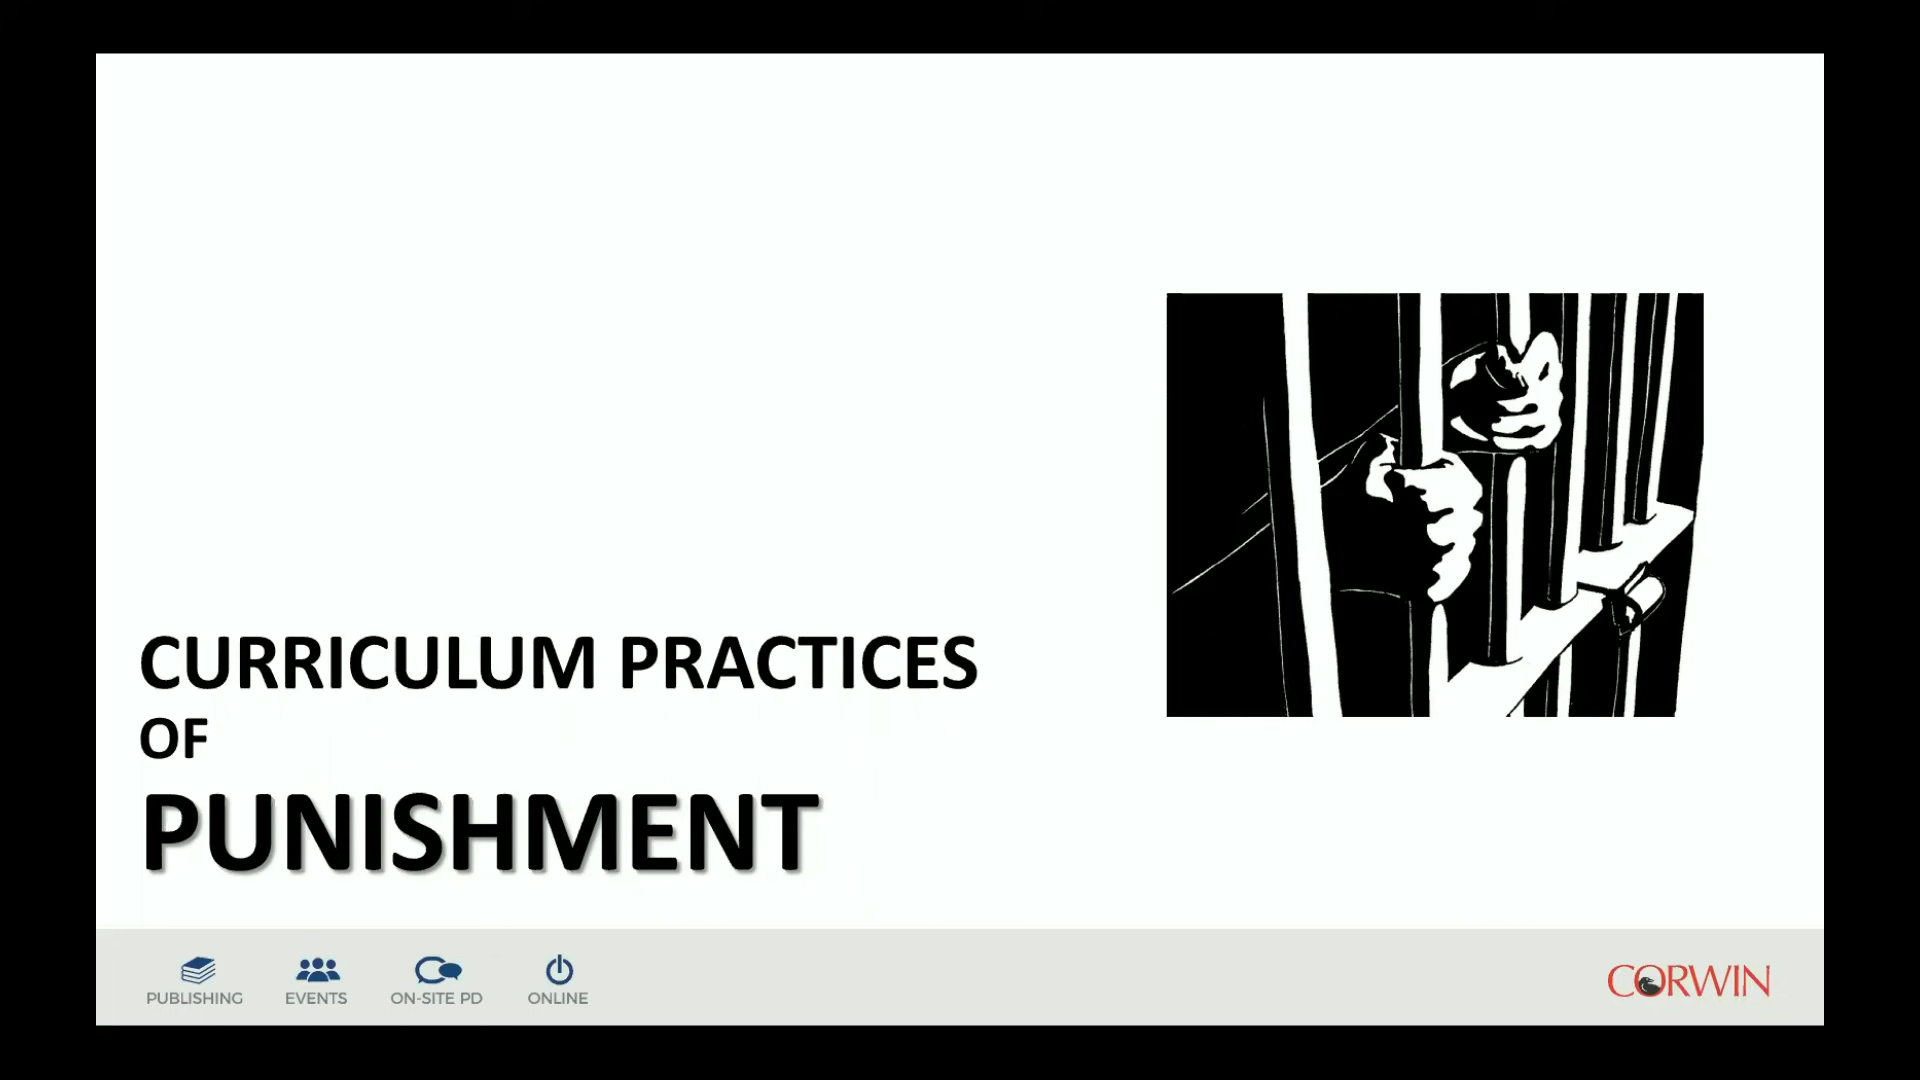 CURRICULUM PRACTICES
OF
PUNISHMENT
PUBLISHING
EVENTS
ON-SITE PD
ONLINE
CORWIN